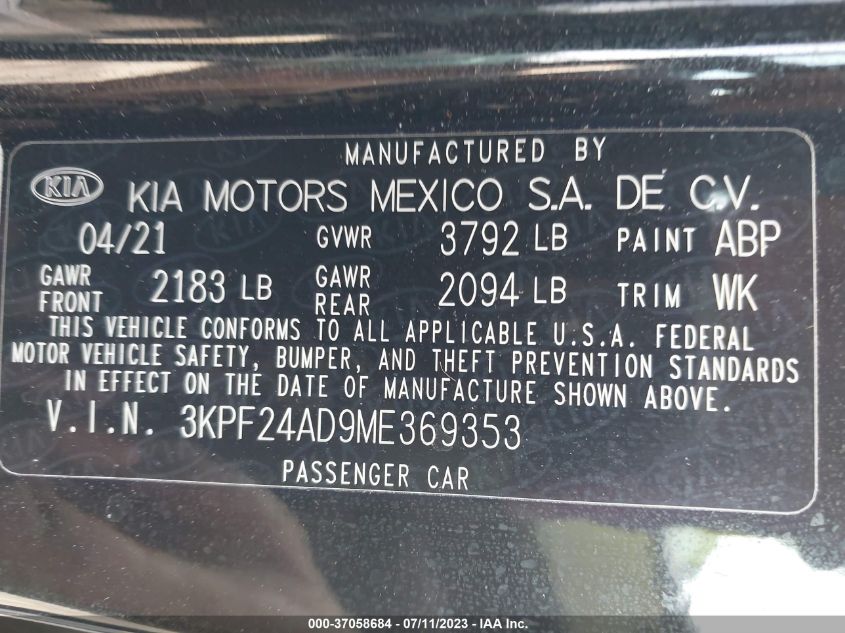 MANUFACTURED BY
KIA KIA MOTORS MEXICO S.A. DE C.V.
04/21 GVWR 3792 LB PAINT ABP
GAWR FRONT 2183 LB GAWR REAR 2094 LB TRIM WK
THIS VEHICLE CONFORMS TO ALL APPLICABLE U.S.A. FEDERAL
MOTOR VEHICLE SAFETY, BUMPER, AND THEFT PREVENTION STANDARDS
IN EFFECT ON THE DATE OF MANUFACTURE SHOWN ABOVE.
V.I.N. 3KPF24AD9ME369353
PASSENGER CAR
000-37058684 - 07/11/2023 - IAA Inc.